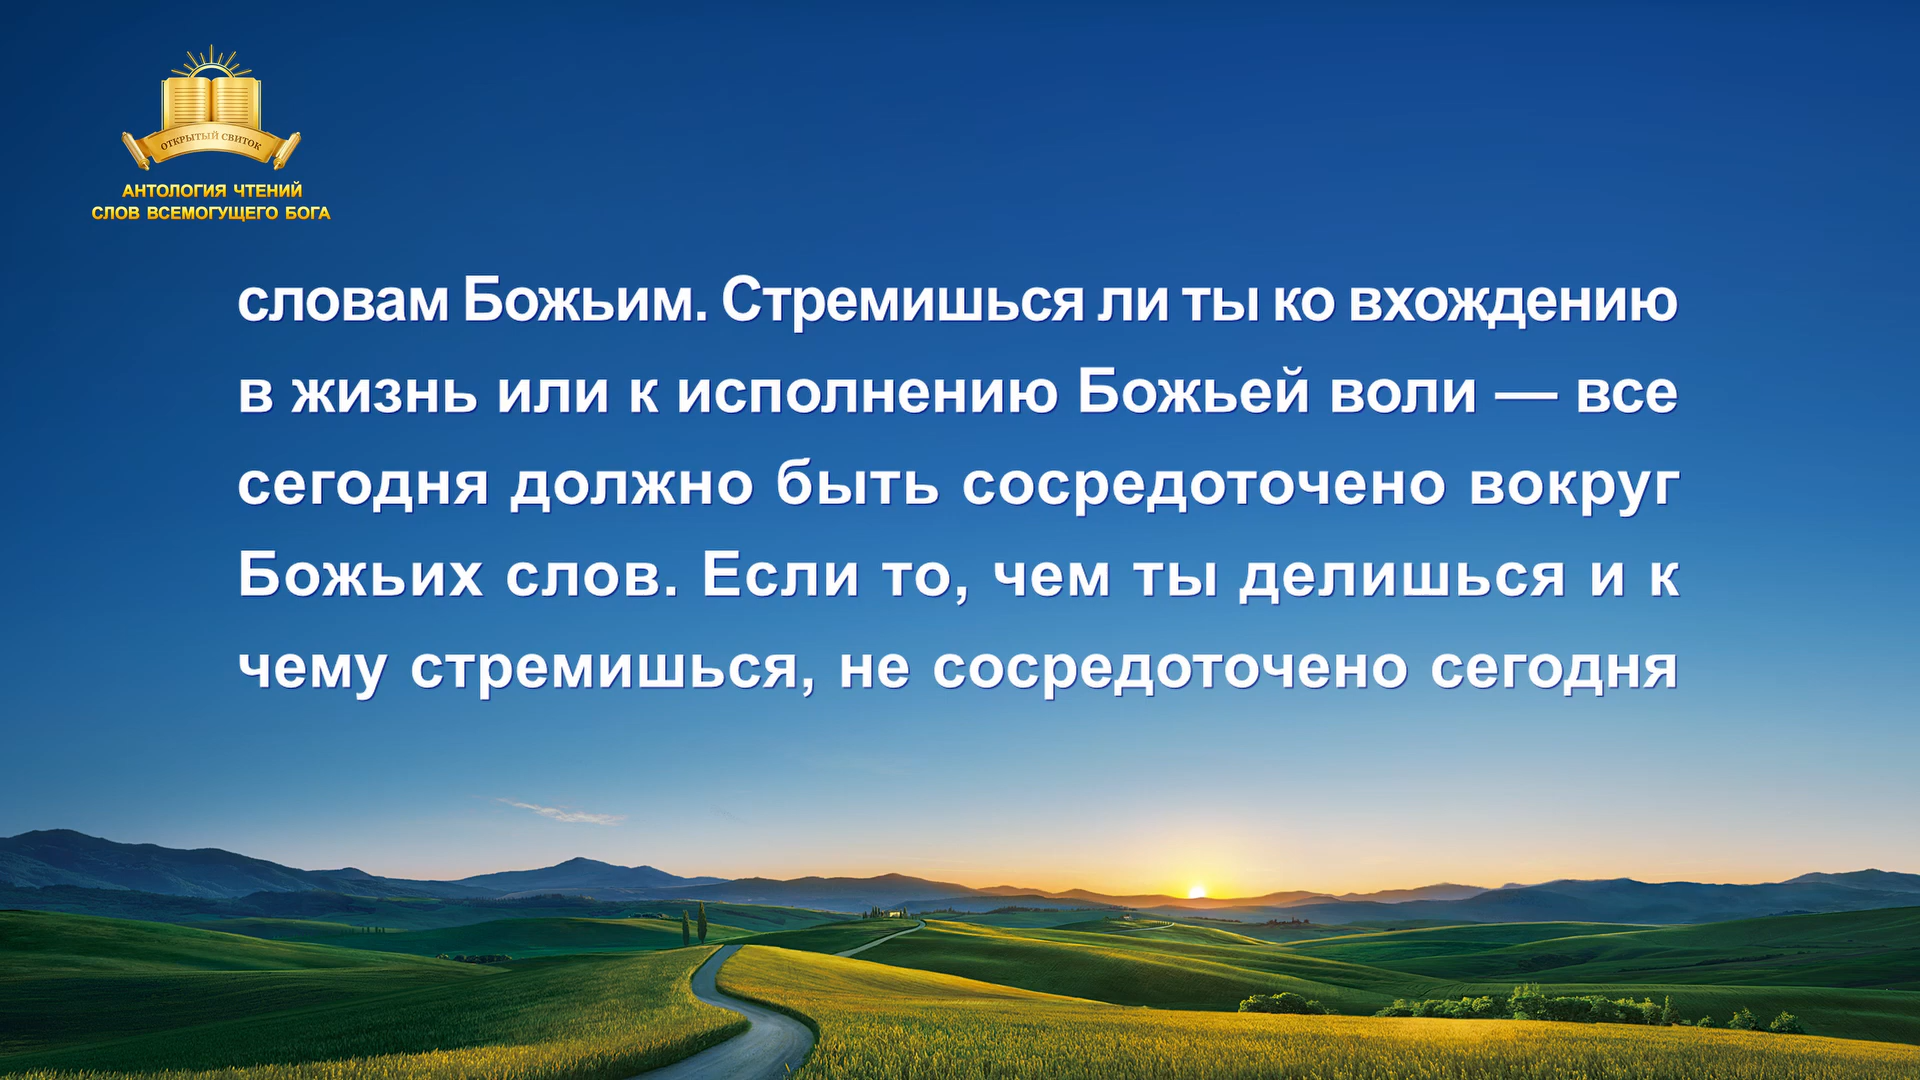 ОТКРЫТЫЙ СВИТОК
АНТОЛОГИЯ ЧТЕНИЙ
СЛОВ ВСЕМОГУЩЕГО БОГА
словам Божьим. Стремишься ли ты ко вхождению
в жизнь или к исполнению Божьей воли — все
сегодня должно быть сосредоточено вокруг
Божьих слов. Если то, чем ты делишься и к
чему стремишься, не сосредоточено сегодня